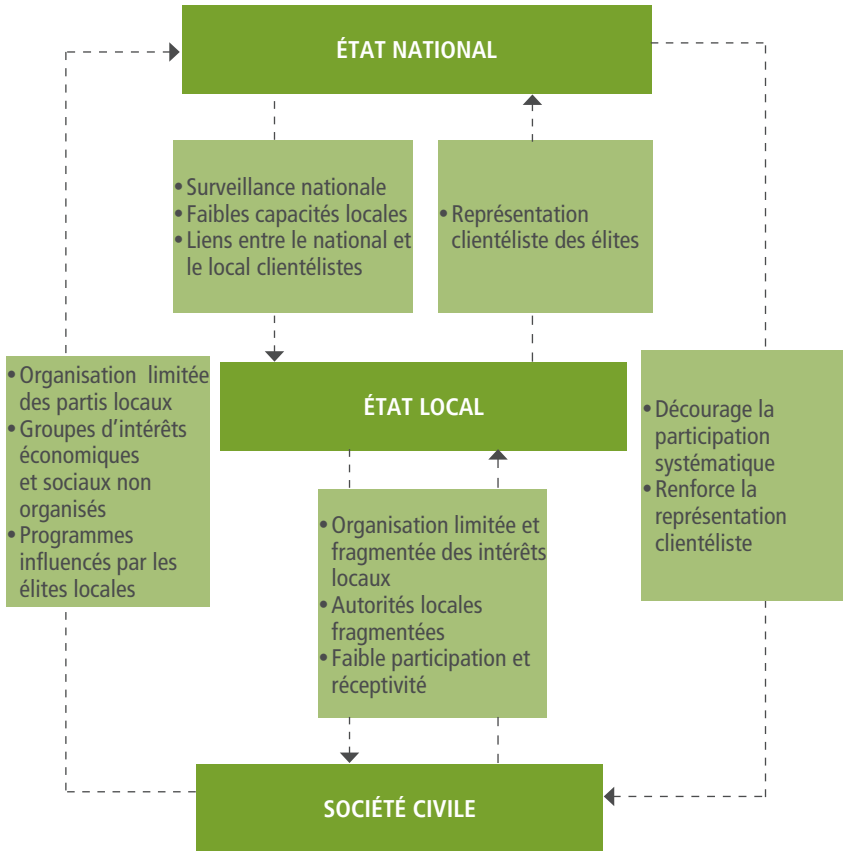 ÉTAT NATIONAL
• Surveillance nationale
• Faibles capacités locales
• Liens entre le national et
le local clientélistes
• Représentation
clientéliste des élites
• Organisation limitée
des partis locaux
• Groupes d'intérêts
économiques
et sociaux non
organisés
• Programmes
influencés par les
élites locales
ÉTAT LOCAL
• Décourage la
participation
systématique
• Renforce la
représentation
clientéliste
• Organisation limitée et
fragmentée des intérêts
locaux
• Autorités locales
fragmentées
• Faible participation et
réceptivité
SOCIÉTÉ CIVILE